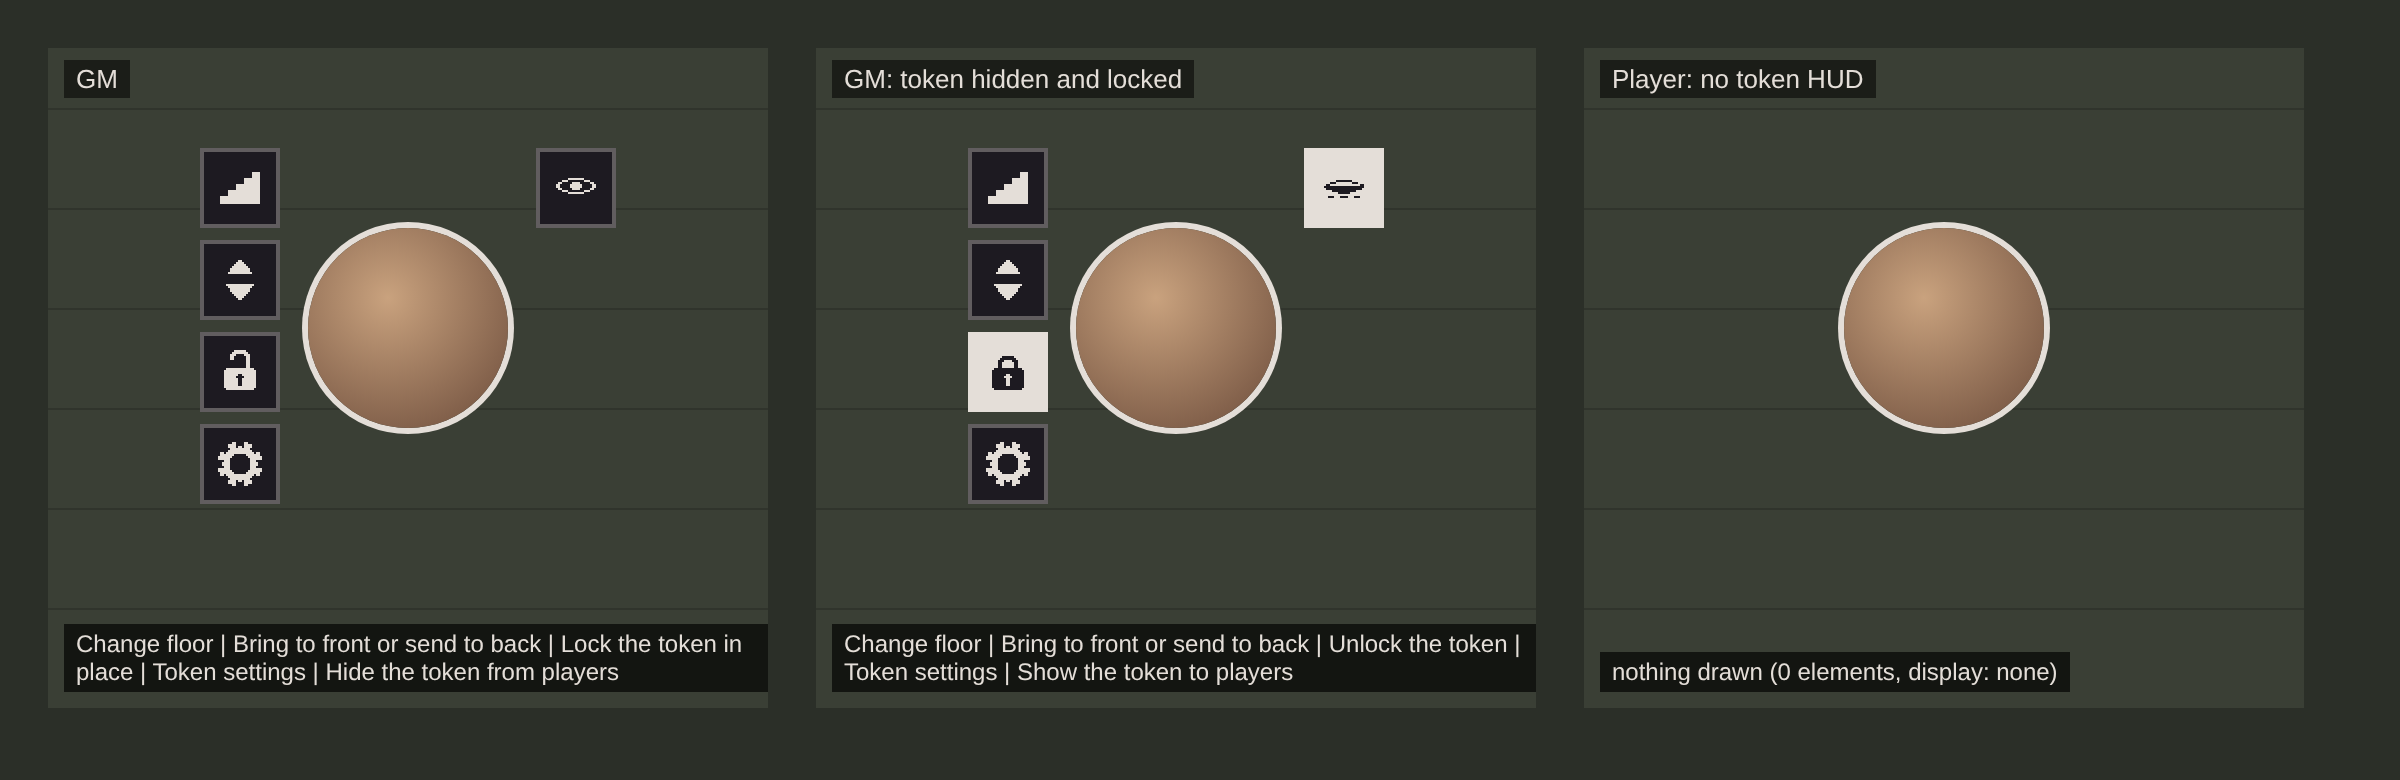 GM
Change floor | Bring to front or send to back | Lock the token in
place | Token settings | Hide the token from players
GM: token hidden and locked
Change floor | Bring to front or send to back | Unlock the token |
Token settings | Show the token to players
Player: no token HUD
nothing drawn (0 elements, display: none)